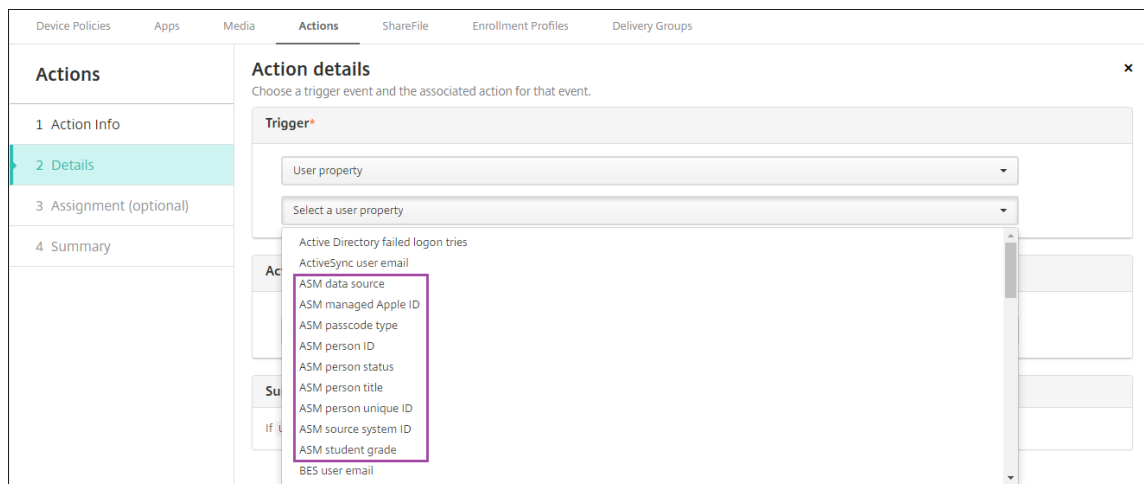 Device Policies Apps Media Actions ShareFile Enrollment Profiles Delivery Groups
Actions
1 Action Info
2 Details
3 Assignment (optional)
4 Summary
Action details
Choose a trigger event and the associated action for that event.
Trigger*
User property
Select a user property
Active Directory failed logon tries
ActiveSync user email
ASM data source
ASM managed Apple ID
ASM passcode type
ASM person ID
ASM person status
ASM person title
ASM person unique ID
ASM source system ID
ASM student grade
BES user email
If